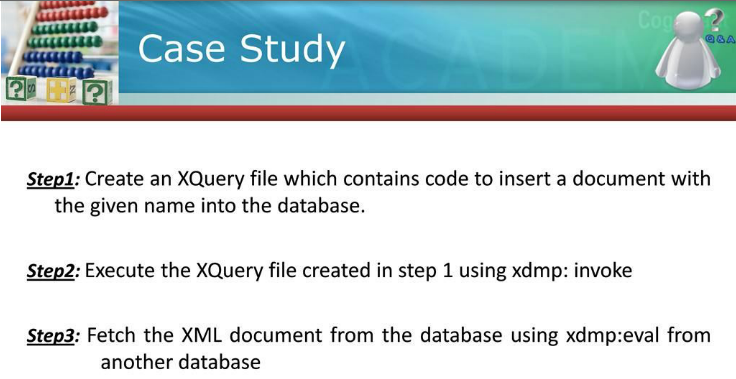 Case Study
Q & A
Step1: Create an XQuery file which contains code to insert a document with
the given name into the database.
Step2: Execute the XQuery file created in step 1 using xdmp: invoke
Step3: Fetch the XML document from the database using xdmp:eval from
another database